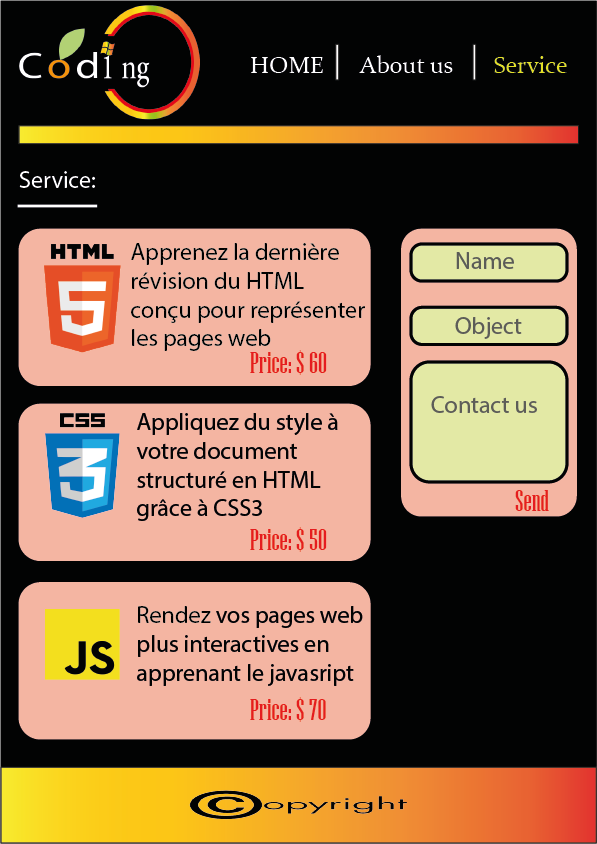 Coding
HOME | About us | Service
Service:
HTML
5
Apprenez la dernière
révision du HTML
conçu pour représenter
les pages web
Price: $ 60
CSS
3
Appliquez du style à
votre document
structuré en HTML
grâce à CSS3
Price: $ 50
JS
Rendez vos pages web
plus interactives en
apprenant le javasript
Price: $ 70
Name
Object
Contact us
Send
Copyright